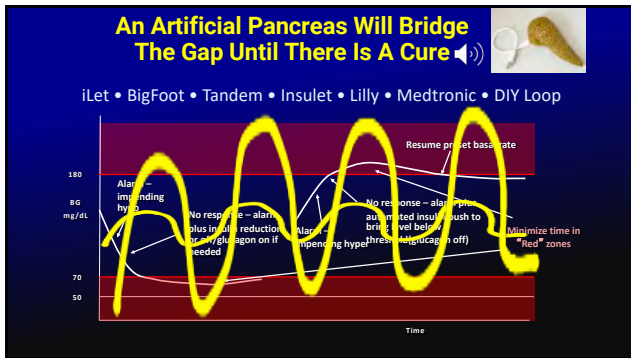 An Artificial Pancreas Will Bridge
The Gap Until There Is A Cure
iLet • BigFoot • Tandem • Insulet • Lilly • Medtronic • DIY Loop
Resume preset basal rate
180
Alarm –
impending
hypo
BG
mg/dL
No response – alarm
plus insulin reduction
or off/glucagon on if
needed
Alarm –
impending hyper
No response – alarm plus
automated insulin push to
bring level below
threshold(glucagon off)
Minimize time in
“Red” zones
70
50
Time